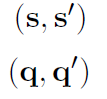 (s, s′)
(q, q′)